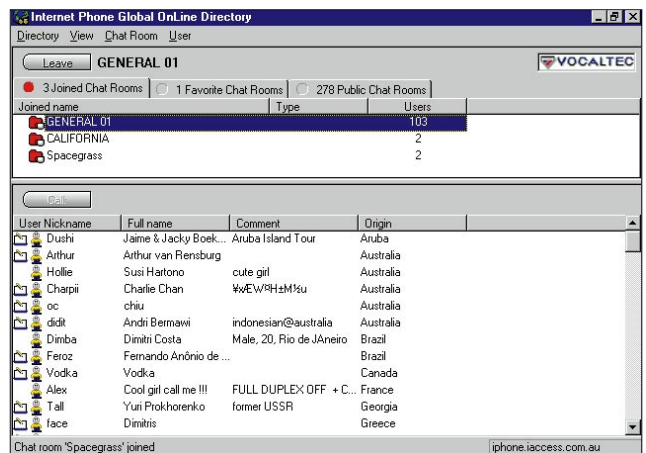 Internet Phone Global OnLine Directory
Directory View Chat Room User
Leave GENERAL 01 VOCALTEC
3 Joined Chat Rooms 1 Favorite Chat Rooms 278 Public Chat Rooms
Joined name Type Users
GENERAL 01 103
CALIFORNIA 2
Spacegrass 2
Call
User Nickname Full name Comment Origin
Dushi Jaime & Jacky Boek... Aruba Island Tour Aruba
Arthur Arthur van Rensburg Australia
Hollie Susi Hartono cute girl Australia
Charpii Charlie Chan Australia
oc chiu Australia
didit Andri Bermawi indonesian@australia Australia
Dimba Dimitri Costa Male, 20, Rio de JAneiro Brazil
Feroz Fernando Anônio de ... Brazil
Vodka Vodka Canada
Alex Cool girl call me !!! FULL DUPLEX OFF + C... France
Tall Yuri Prokhorenko former USSR Georgia
face Dimitris Greece
Chat room 'Spacegrass' joined iphone.iaccess.com.au